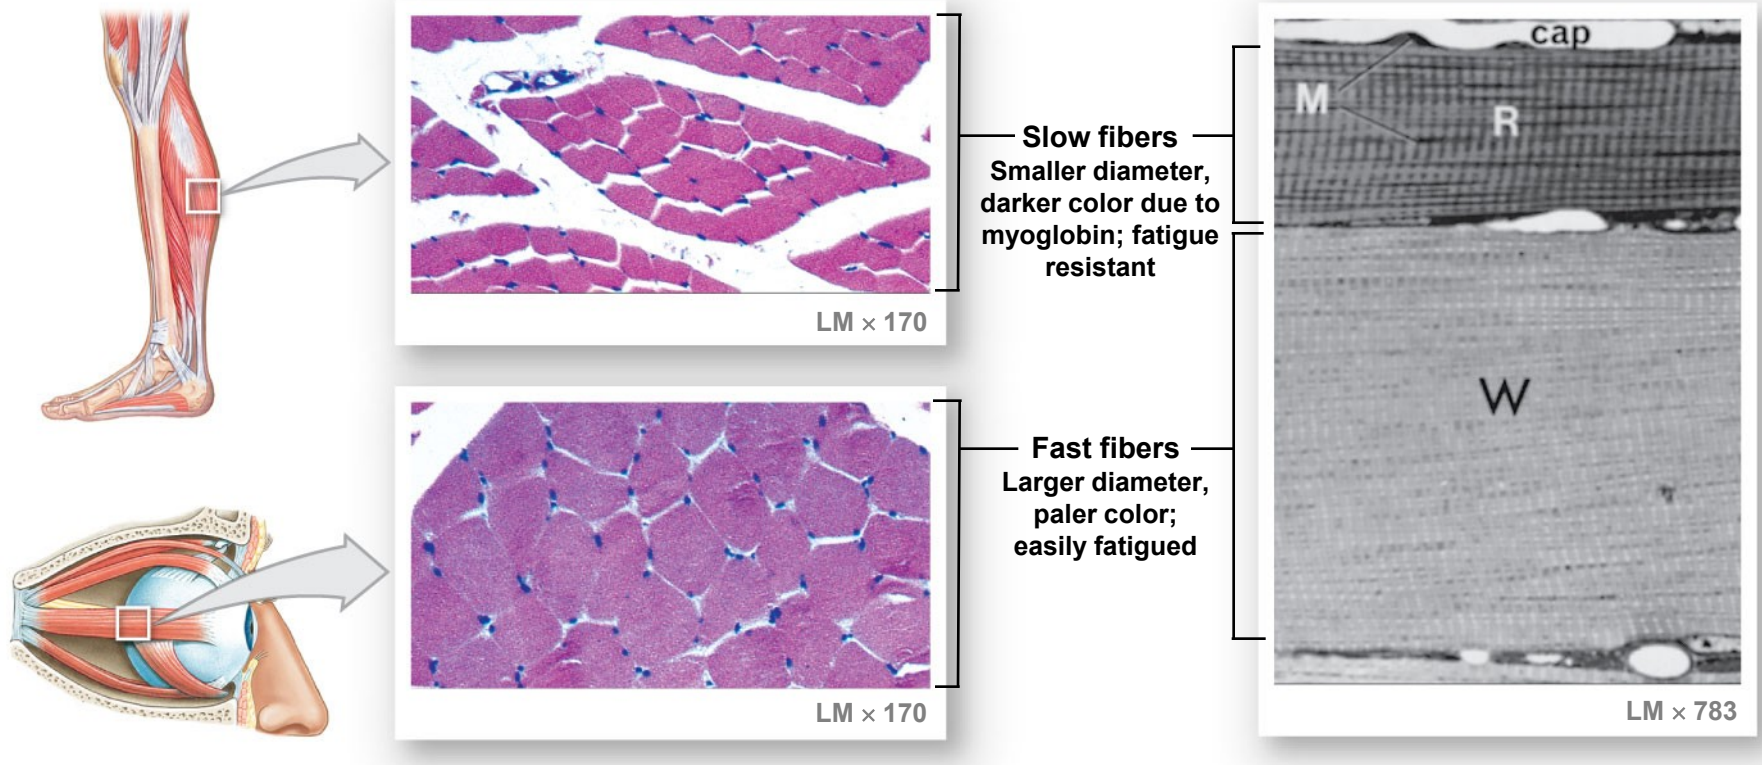 Slow fibers
Smaller diameter,
darker color due to
myoglobin; fatigue
resistant
LM × 170
Fast fibers
Larger diameter,
paler color;
easily fatigued
LM × 170
cap
M
R
W
LM × 783